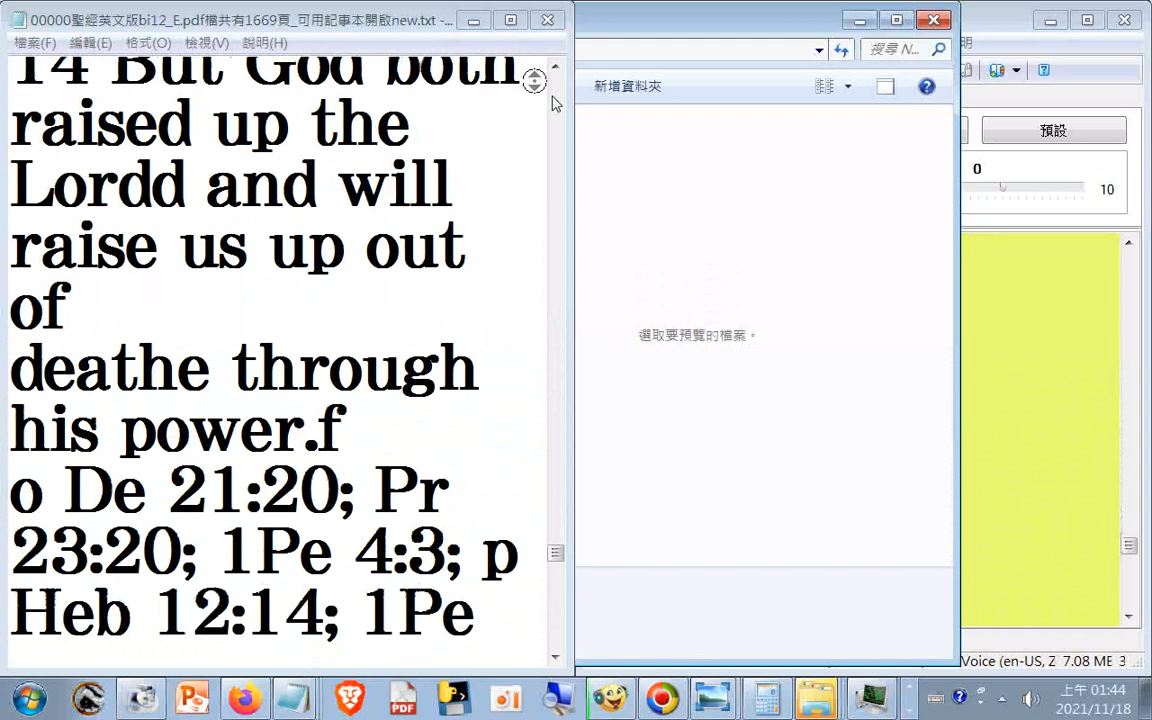 00000聖經英文版bi12_E.pdf檔共有1669頁_可用記事本開啟new.txt -...
檔案(F) 編輯(E) 格式(O) 檢視(V) 說明(H)
14 But God both
raised up the
Lordd and will
raise us up out
of
deathe through
his power.f
o De 21:20; Pr
23:20; 1Pe 4:3; p
Heb 12:14; 1Pe
搜尋 N...
新增資料夾
選取要預覽的檔案。
明
預設
0
10
Voice (en-US, Z 7.08 ME 3
PDF
上午 01:44
2021/11/18